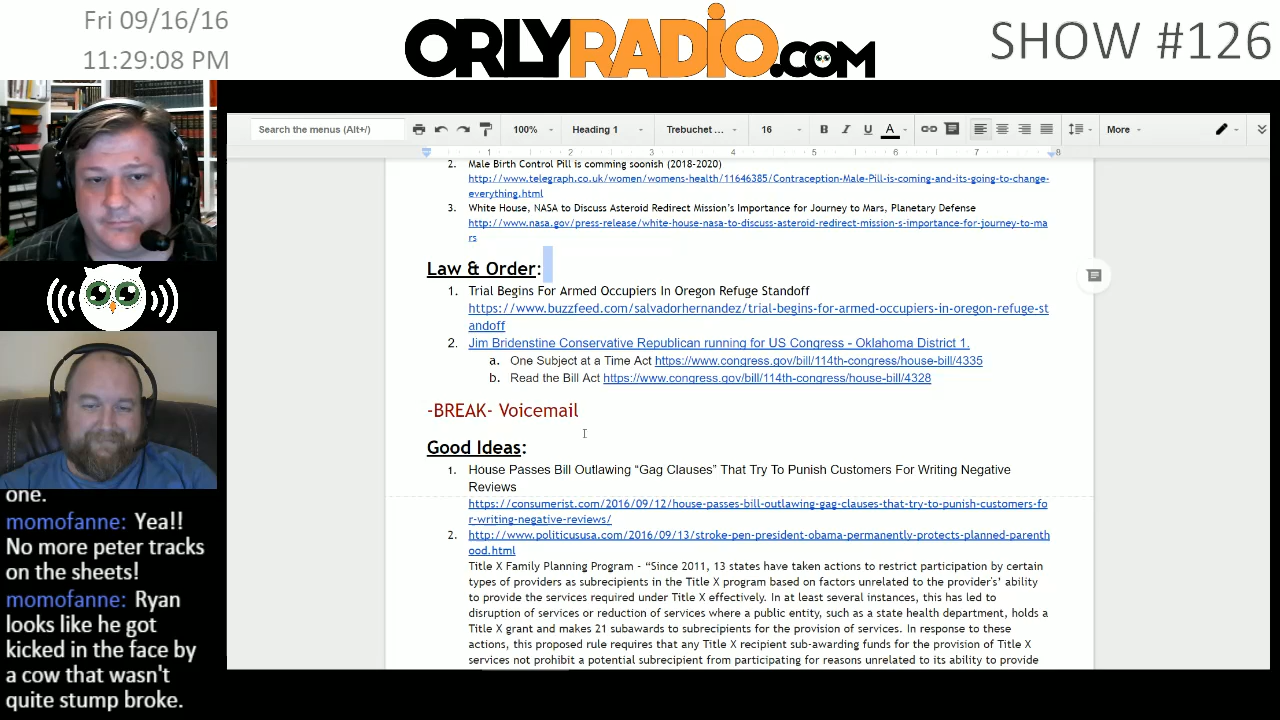 Fri 09/16/16
11:29:08 PM
ORLYRADiO.COM
SHOW #126
Search the menus (Alt+/)
100%
Heading 1
Trebuchet ...
16
B I U A
More
1 2 3 4 5 6 7 8
2. Male Birth Control Pill is comming soonish (2018-2020)
http://www.telegraph.co.uk/women/womens-health/11646385/Contraception-Male-Pill-is-coming-and-its-going-to-change-
everything.html
3. White House, NASA to Discuss Asteroid Redirect Mission's Importance for Journey to Mars, Planetary Defense
http://www.nasa.gov/press-release/white-house-nasa-to-discuss-asteroid-redirect-mission-s-importance-for-journey-to-ma
rs
Law & Order:
1. Trial Begins For Armed Occupiers In Oregon Refuge Standoff
https://www.buzzfeed.com/salvadorhernandez/trial-begins-for-armed-occupiers-in-oregon-refuge-st
andoff
2. Jim Bridenstine Conservative Republican running for US Congress - Oklahoma District 1.
a. One Subject at a Time Act https://www.congress.gov/bill/114th-congress/house-bill/4335
b. Read the Bill Act https://www.congress.gov/bill/114th-congress/house-bill/4328
-BREAK- Voicemail
Good Ideas:
1. House Passes Bill Outlawing “Gag Clauses” That Try To Punish Customers For Writing Negative
Reviews
https://consumerist.com/2016/09/12/house-passes-bill-outlawing-gag-clauses-that-try-to-punish-customers-fo
r-writing-negative-reviews/
2. http://www.politicususa.com/2016/09/13/stroke-pen-president-obama-permanently-protects-planned-parenth
ood.html
Title X Family Planning Program - “Since 2011, 13 states have taken actions to restrict participation by certain
types of providers as subrecipients in the Title X program based on factors unrelated to the provider's' ability
to provide the services required under Title X effectively. In at least several instances, this has led to
disruption of services or reduction of services where a public entity, such as a state health department, holds a
Title X grant and makes 21 subawards to subrecipients for the provision of services. In response to these
actions, this proposed rule requires that any Title X recipient sub-awarding funds for the provision of Title X
services not prohibit a potential subrecipient from participating for reasons unrelated to its ability to provide
one.
momofanne: Yea!!
No more peter tracks
on the sheets!
momofanne: Ryan
looks like he got
kicked in the face by
a cow that wasn't
quite stump broke.